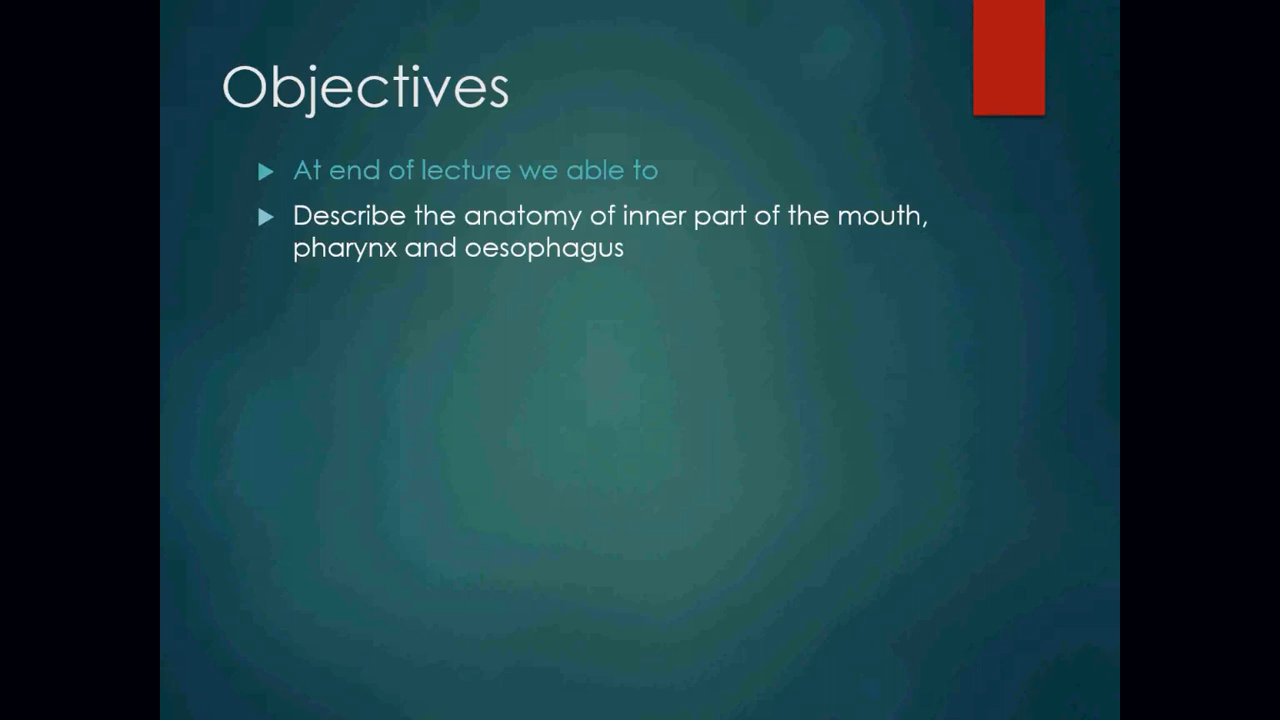 Objectives
At end of lecture we able to
Describe the anatomy of inner part of the mouth,
pharynx and oesophagus